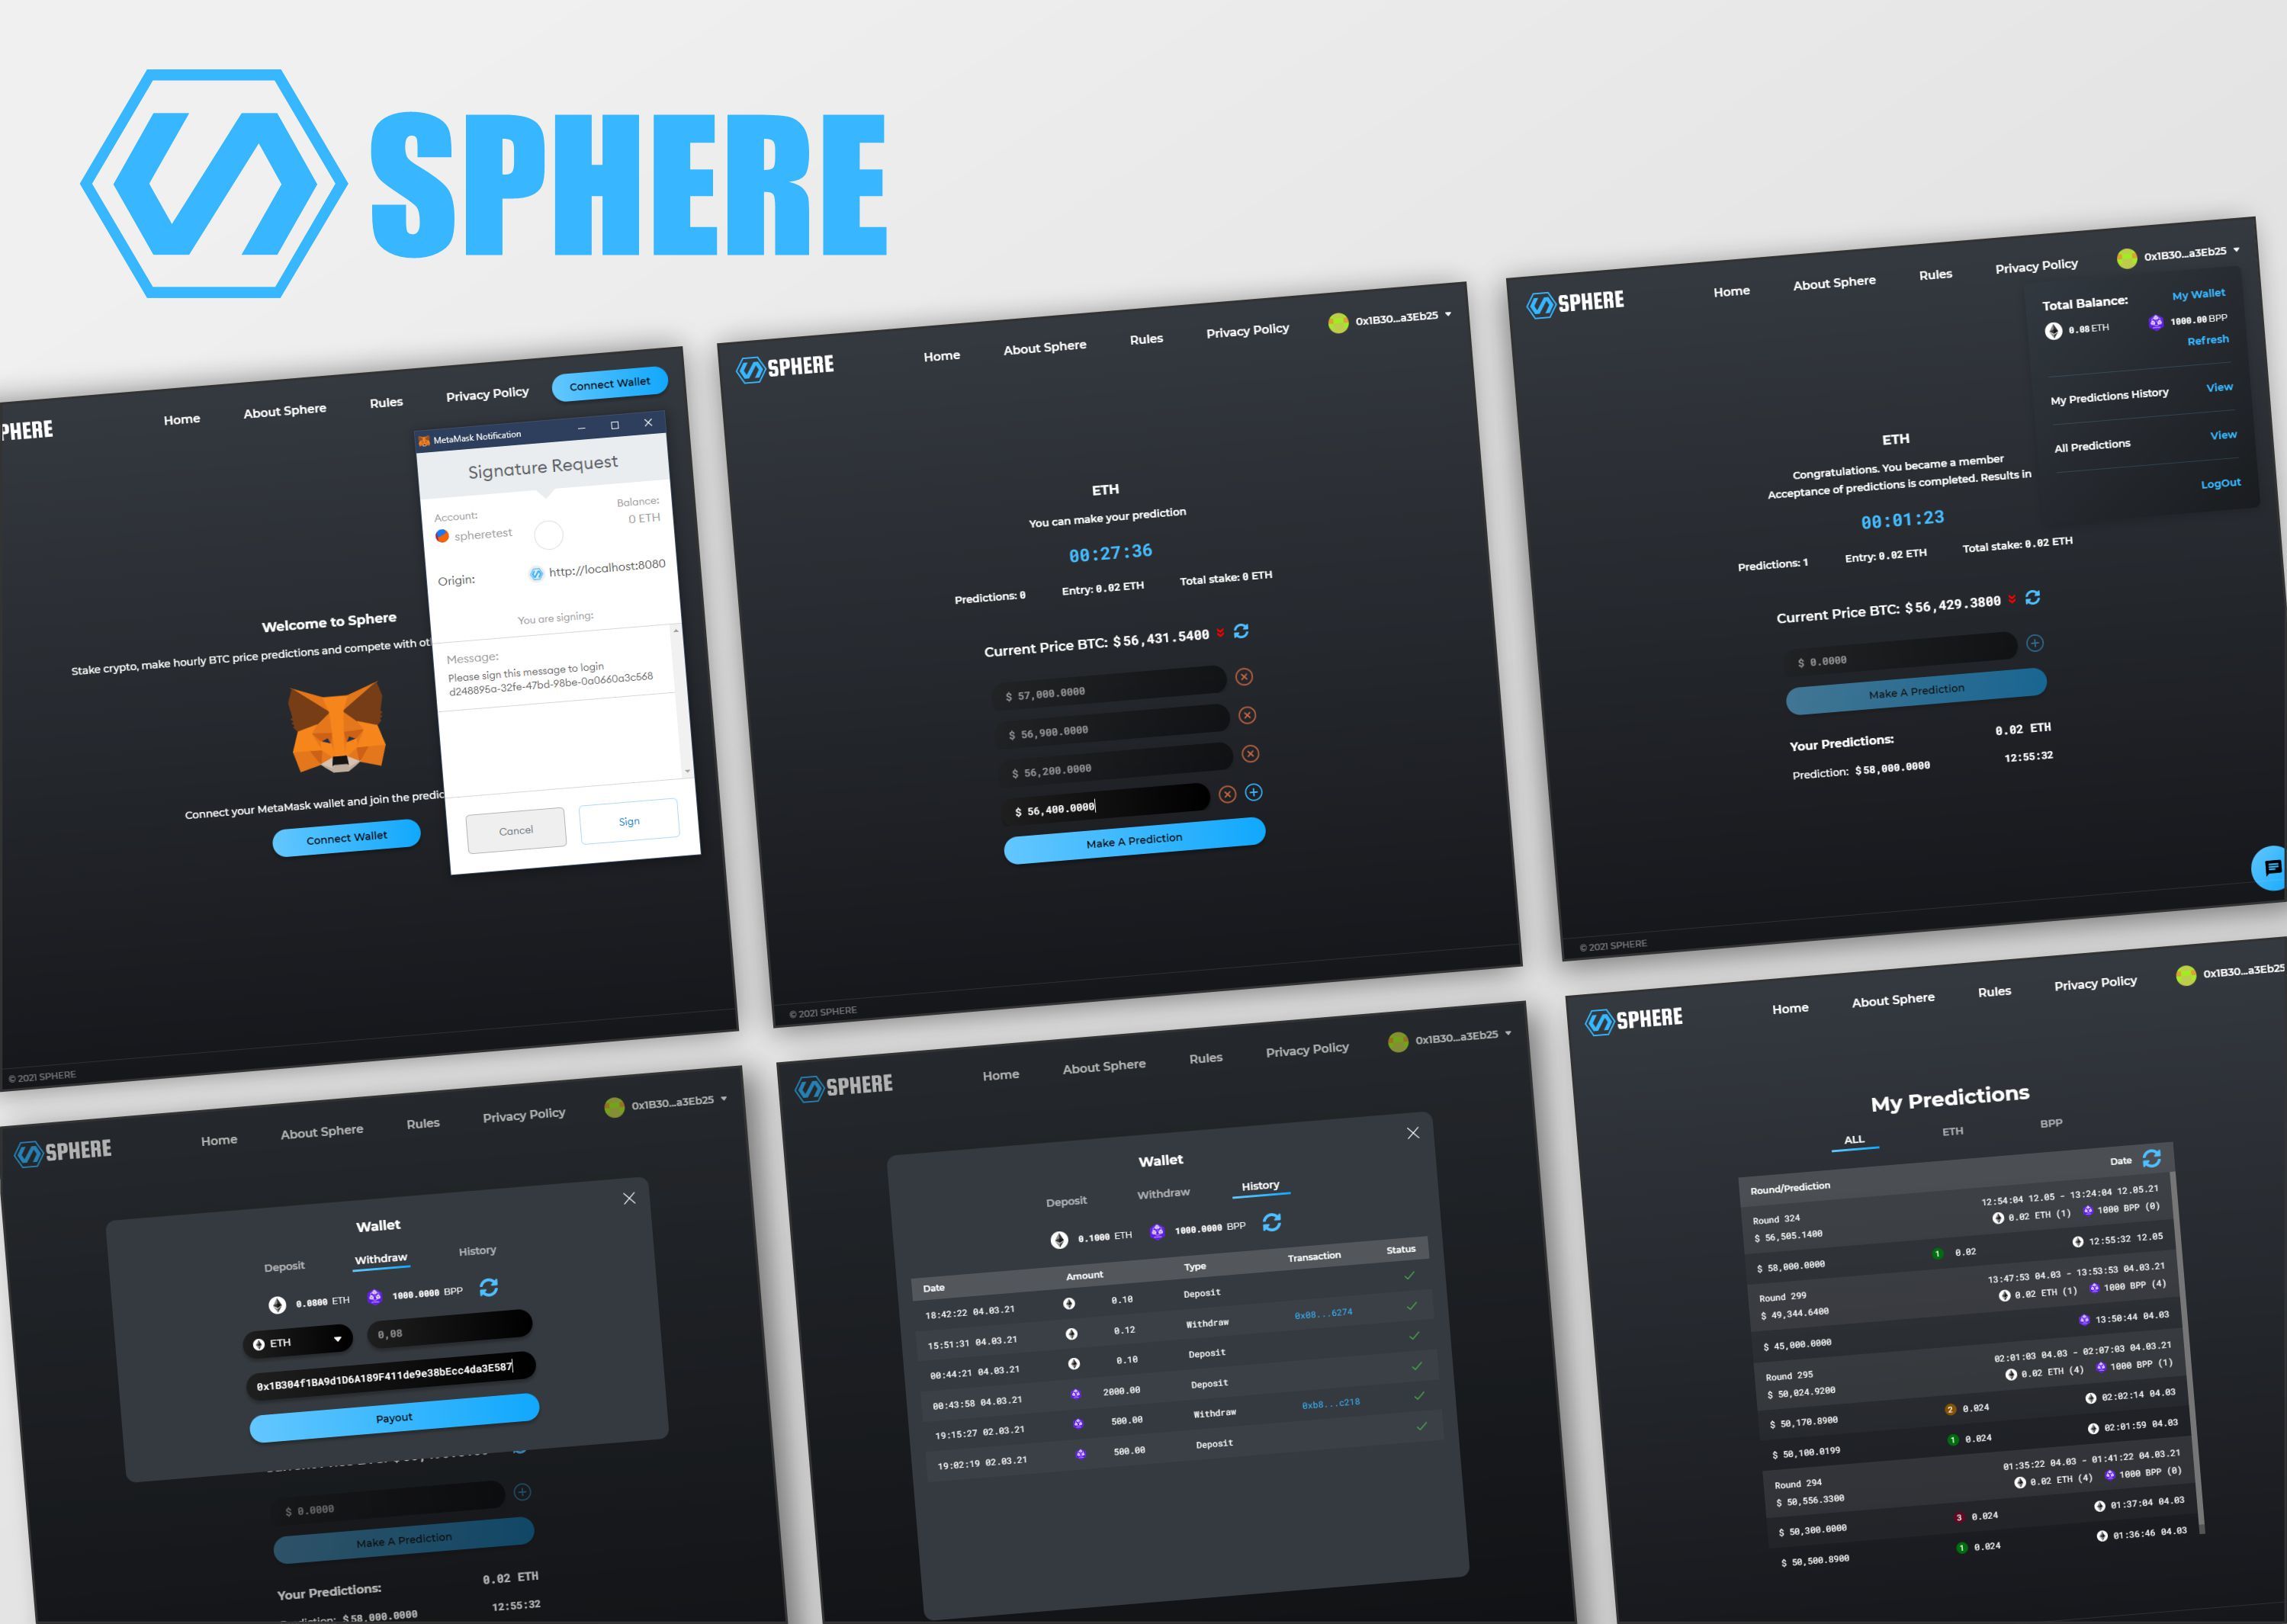 SPHERE
PHERE
Home
About Sphere
Rules
Privacy Policy
Connect Wallet
Welcome to Sphere
Stake crypto, make hourly BTC price predictions and compete with
Connect your MetaMask wallet and join the
Connect Wallet
MetaMask Notification
Signature Request
Account:
Balance:
spheretest
0 ETH
Origin:
http://localhost:8080
You are signing:
Message:
Please sign this message to login
d248895a-32fe-47bd-98be-0a0660a3c568
Cancel
Sign
© 2021 SPHERE
SPHERE
Home
About Sphere
Rules
Privacy Policy
0x1B30...a3Eb25
ETH
You can make your prediction
00:27:36
Predictions: 0
Entry: 0.02 ETH
Total stake: 0 ETH
Current Price BTC: $56,431.5400
$ 57,000.0000
$ 56,900.0000
$ 56,200.0000
$ 56,400.0000
Make A Prediction
© 2021 SPHERE
SPHERE
Home
About Sphere
Rules
Privacy Policy
0x1B30...a3Eb25
Total Balance:
My Wallet
0.08 ETH
1000.00 BPP
Refresh
My Predictions History
View
All Predictions
View
LogOut
ETH
Congratulations. You became a member
Acceptance of predictions is completed. Results in
00:01:23
Predictions: 1
Entry: 0.02 ETH
Total stake: 0.02 ETH
Current Price BTC: $56,429.3800
$ 0.0000
Make A Prediction
Your Predictions:
0.02 ETH
Prediction: $58,000.0000
12:55:32
© 2021 SPHERE
SPHERE
Home
About Sphere
Rules
Privacy Policy
0x1B30...a3Eb25
Wallet
Deposit
Withdraw
History
0.0800 ETH
1000.0000 BPP
ETH
0,08
0x1B304f1BA9d1D6A189F411de9e38bEcc4da3E587
Payout
$ 0.0000
Make A Prediction
Your Predictions:
0.02 ETH
$58,000.0000
12:55:32
SPHERE
Home
About Sphere
Rules
Privacy Policy
0x1B30...a3Eb25
Wallet
Deposit
Withdraw
History
0.1000 ETH
1000.0000 BPP
Date
Amount
Type
Transaction
Status
18:42:22 04.03.21 0.10 Deposit
15:51:31 04.03.21 0.12 Withdraw 0x08...6274
00:44:21 04.03.21 0.10 Deposit
00:43:58 04.03.21 2000.00 Deposit
19:15:27 02.03.21 500.00 Withdraw 0xb8...c218
19:02:19 02.03.21 500.00 Deposit
SPHERE
Home
About Sphere
Rules
Privacy Policy
0x1B30...a3Eb25
My Predictions
ALL
ETH
BPP
Round/Prediction
Date
Round 324 12:54:04 12.05 - 13:24:04 12.05.21
$ 56,505.1400 0.02 ETH (1) 1000 BPP (0)
$ 58,000.0000 1 0.02 12:55:32 12.05
Round 299 13:47:53 04.03 - 13:53:53 04.03.21
$ 49,344.6400 0.02 ETH (1) 1000 BPP (4)
$ 45,000.0000 13:50:44 04.03
Round 295 02:01:03 04.03 - 02:07:03 04.03.21
$ 50,024.9200 0.02 ETH (4) 1000 BPP (1)
$ 50,170.8900 2 0.024 02:02:14 04.03
$ 50,100.0199 1 0.024 02:01:59 04.03
Round 294 01:35:22 04.03 - 01:41:22 04.03.21
$ 50,556.3300 0.02 ETH (4) 1000 BPP (0)
$ 50,300.0000 3 0.024 01:37:04 04.03
$ 50,500.8900 1 0.024 01:36:46 04.03